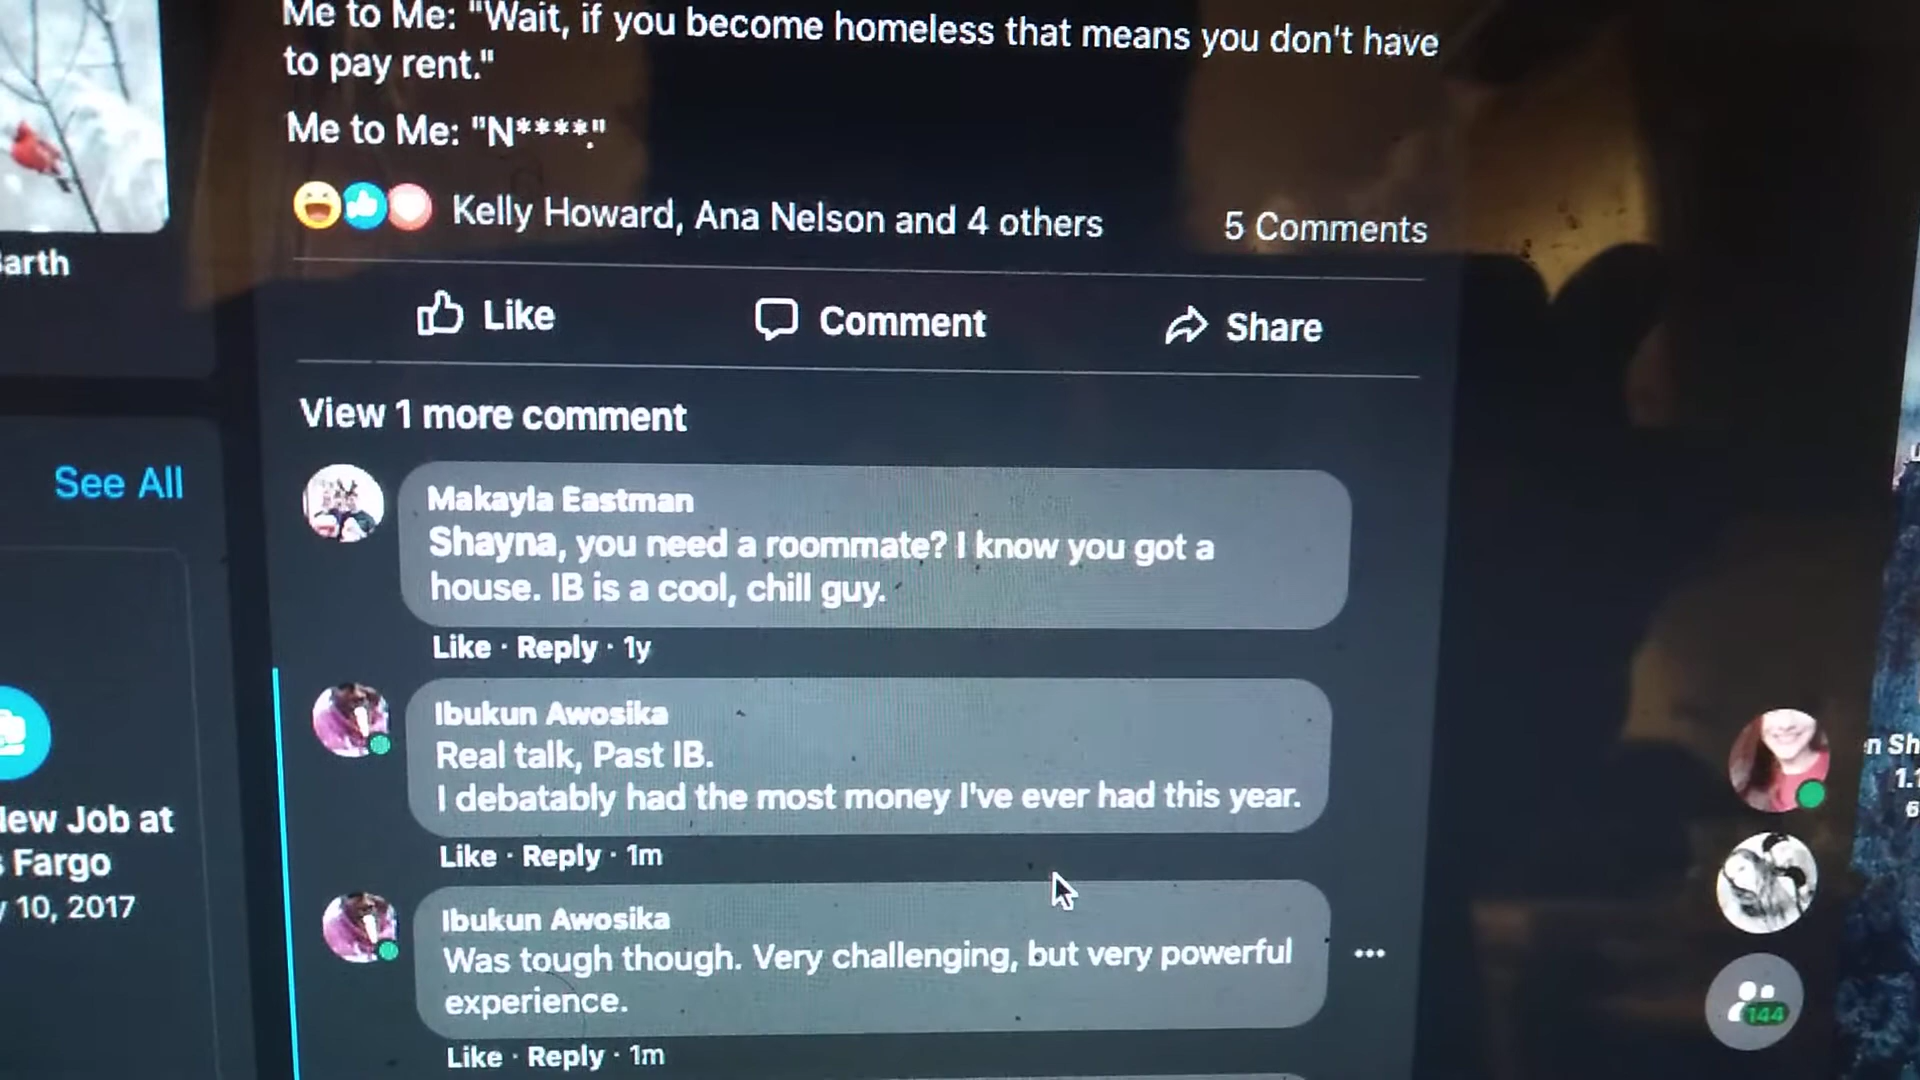 Me to Me: "Wait, if you become homeless that means you don't have
to pay rent."
Me to Me: "N****."
Kelly Howard, Ana Nelson and 4 others
5 Comments
Like
Comment
Share
View 1 more comment
Makayla Eastman
Shayna, you need a roommate? I know you got a
house. IB is a cool, chill guy.
Like · Reply · 1y
Ibukun Awosika
Real talk, Past IB.
I debatably had the most money I've ever had this year.
Like · Reply · 1m
Ibukun Awosika
Was tough though. Very challenging, but very powerful
experience.
Like · Reply · 1m
arth
See All
ew Job at
Fargo
10, 2017
n Sh
1.1
6
144